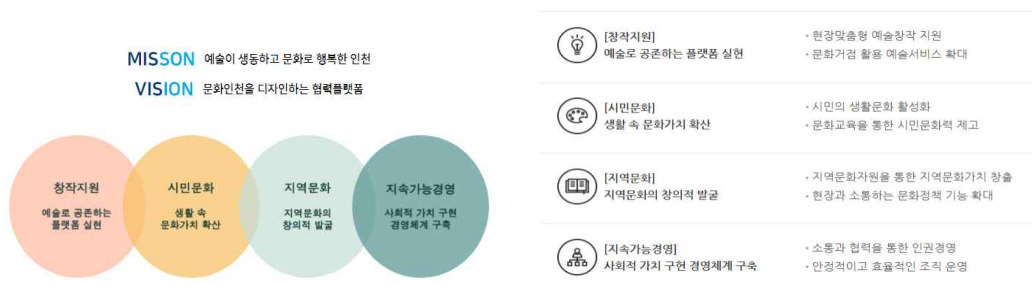 MISSON 예술이 생동하고 문화로 행복한 인천
VISION 문화인천을 디자인하는 협력플랫폼
창작지원
예술로 공존하는
플랫폼 실현
시민문화
생활 속
문화가치 확산
지역문화
지역문화의
창의적 발굴
지속가능경영
사회적 가치 구현
경영체계 구축
[창작지원]
예술로 공존하는 플랫폼 실현
• 현장맞춤형 예술창작 지원
• 문화거점 활용 예술서비스 확대
[시민문화]
생활 속 문화가치 확산
• 시민의 생활문화 활성화
• 문화교육을 통한 시민문화력 제고
[지역문화]
지역문화의 창의적 발굴
• 지역문화자원을 통한 지역문화가치 창출
• 현장과 소통하는 문화정책 기능 확대
[지속가능경영]
사회적 가치 구현 경영체계 구축
• 소통과 협력을 통한 인권경영
• 안정적이고 효율적인 조직 운영